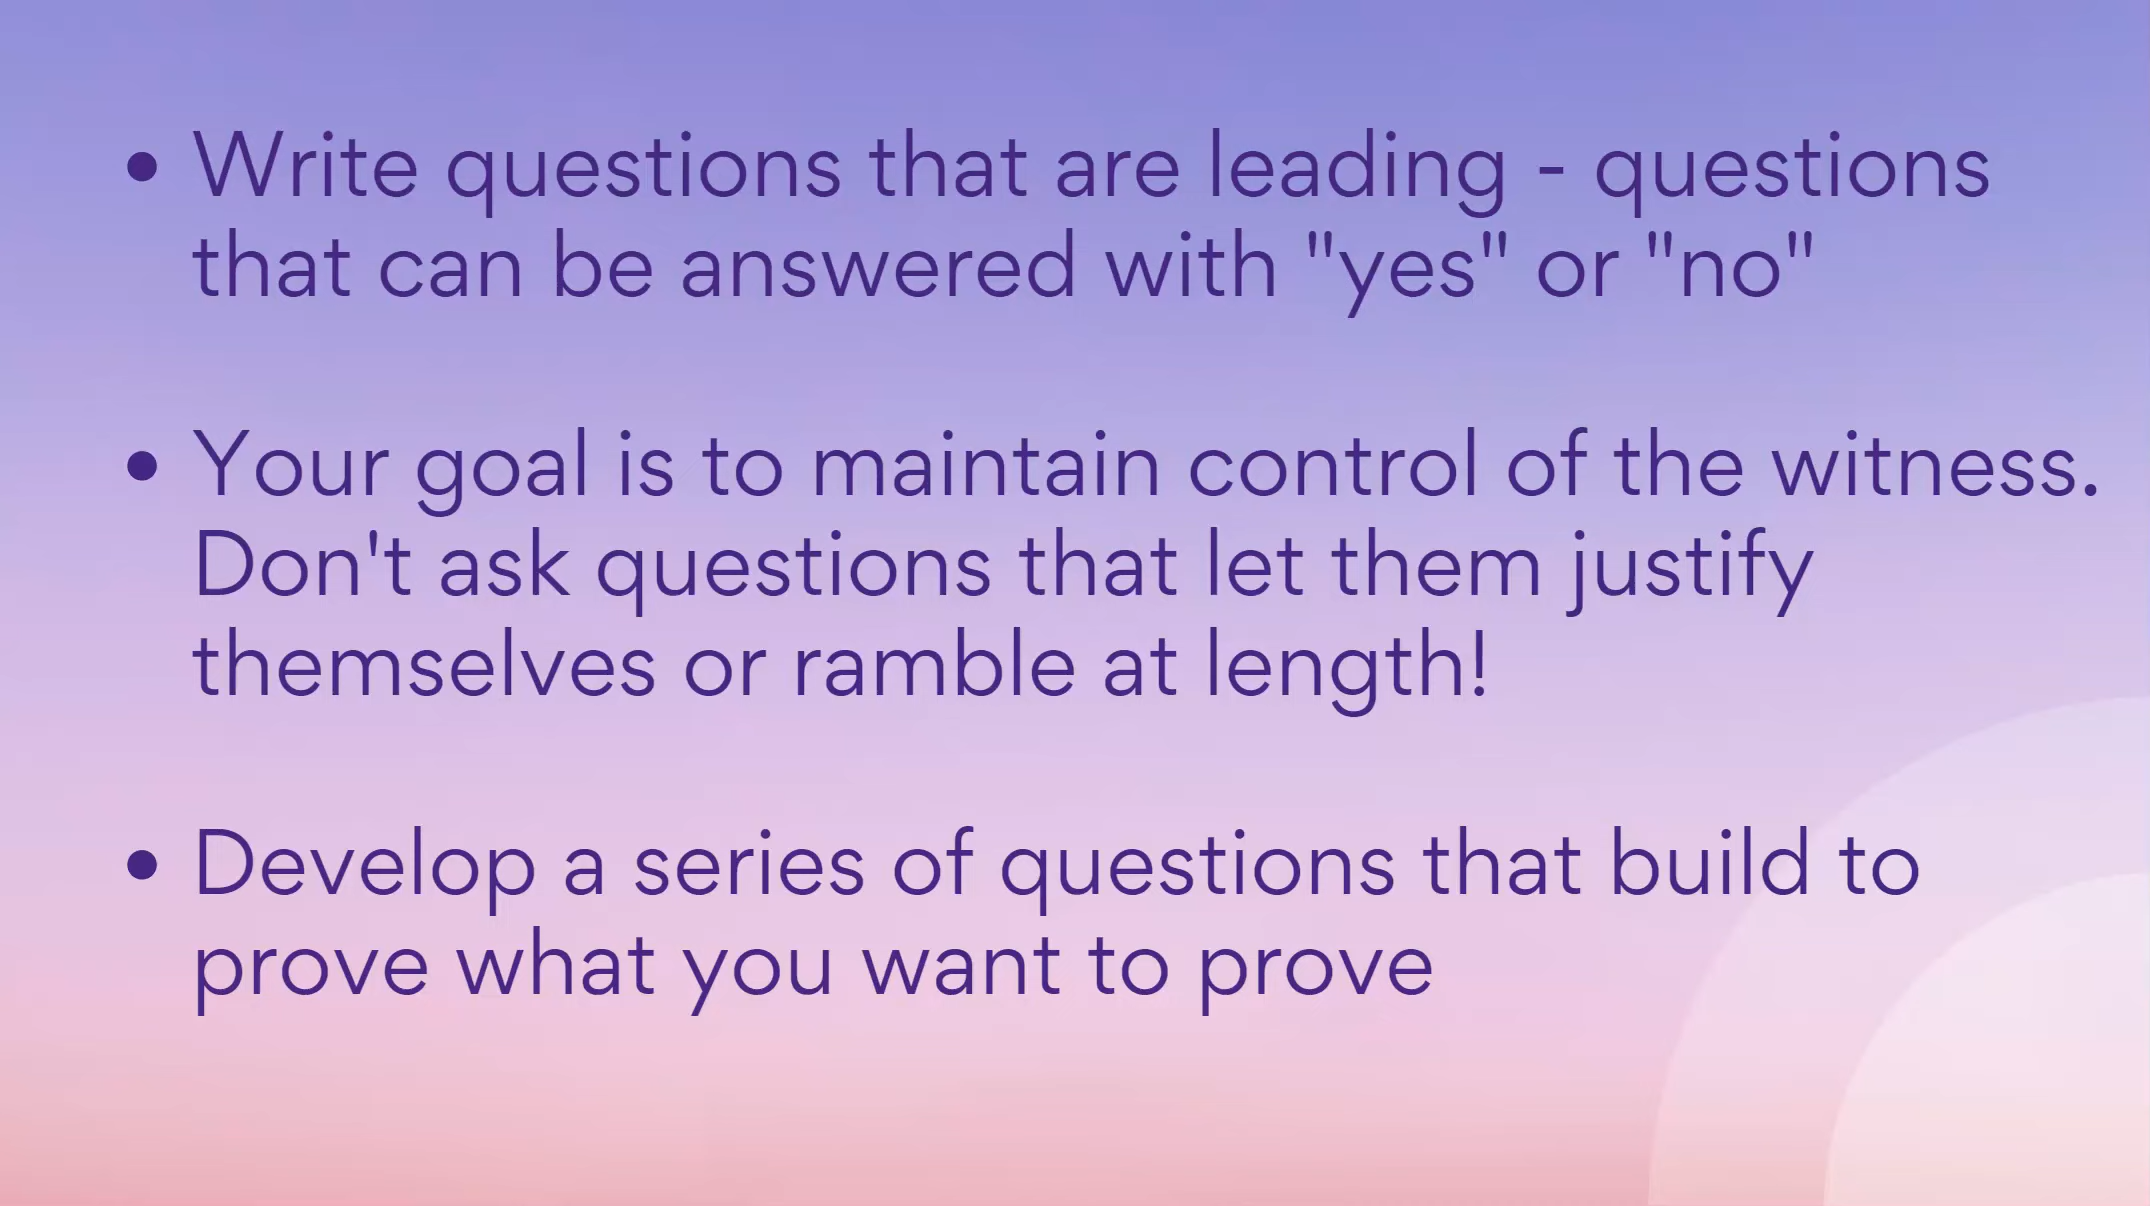 • Write questions that are leading - questions
that can be answered with "yes" or "no"
• Your goal is to maintain control of the witness.
Don't ask questions that let them justify
themselves or ramble at length!
• Develop a series of questions that build to
prove what you want to prove